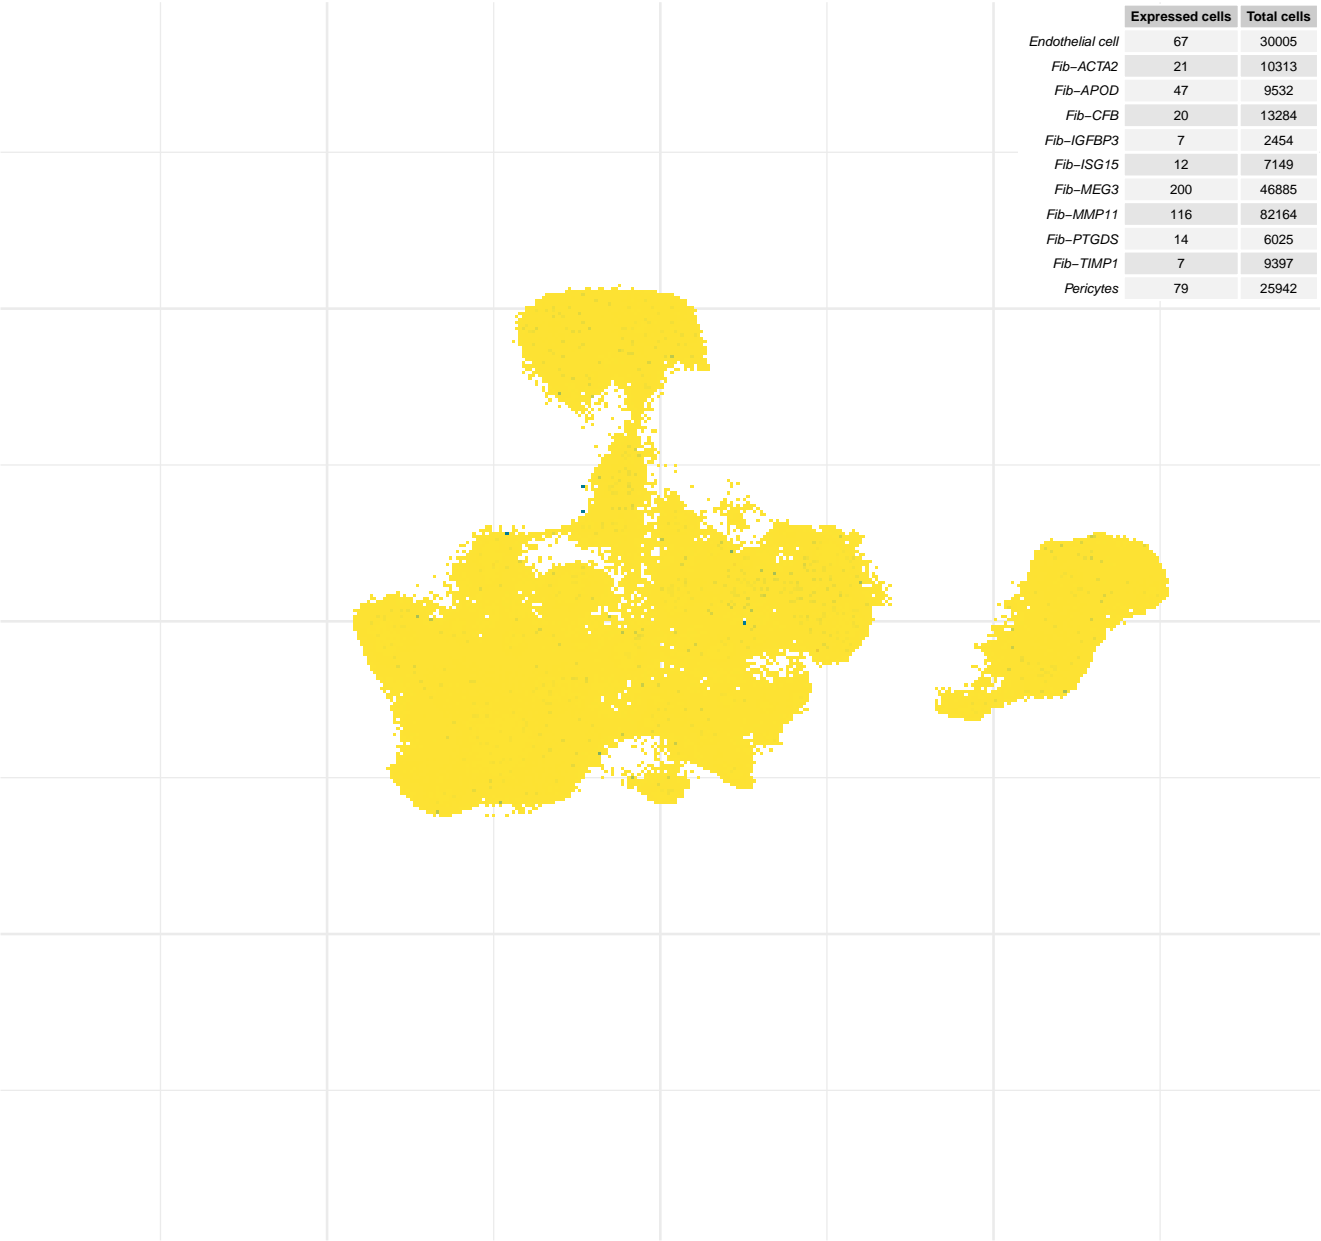 Expressed cells Total cells
Endothelial cell 67 30005
Fib−ACTA2 21 10313
Fib−APOD 47 9532
Fib−CFB 20 13284
Fib−IGFBP3 7 2454
Fib−ISG15 12 7149
Fib−MEG3 200 46885
Fib−MMP11 116 82164
Fib−PTGDS 14 6025
Fib−TIMP1 7 9397
Pericytes 79 25942